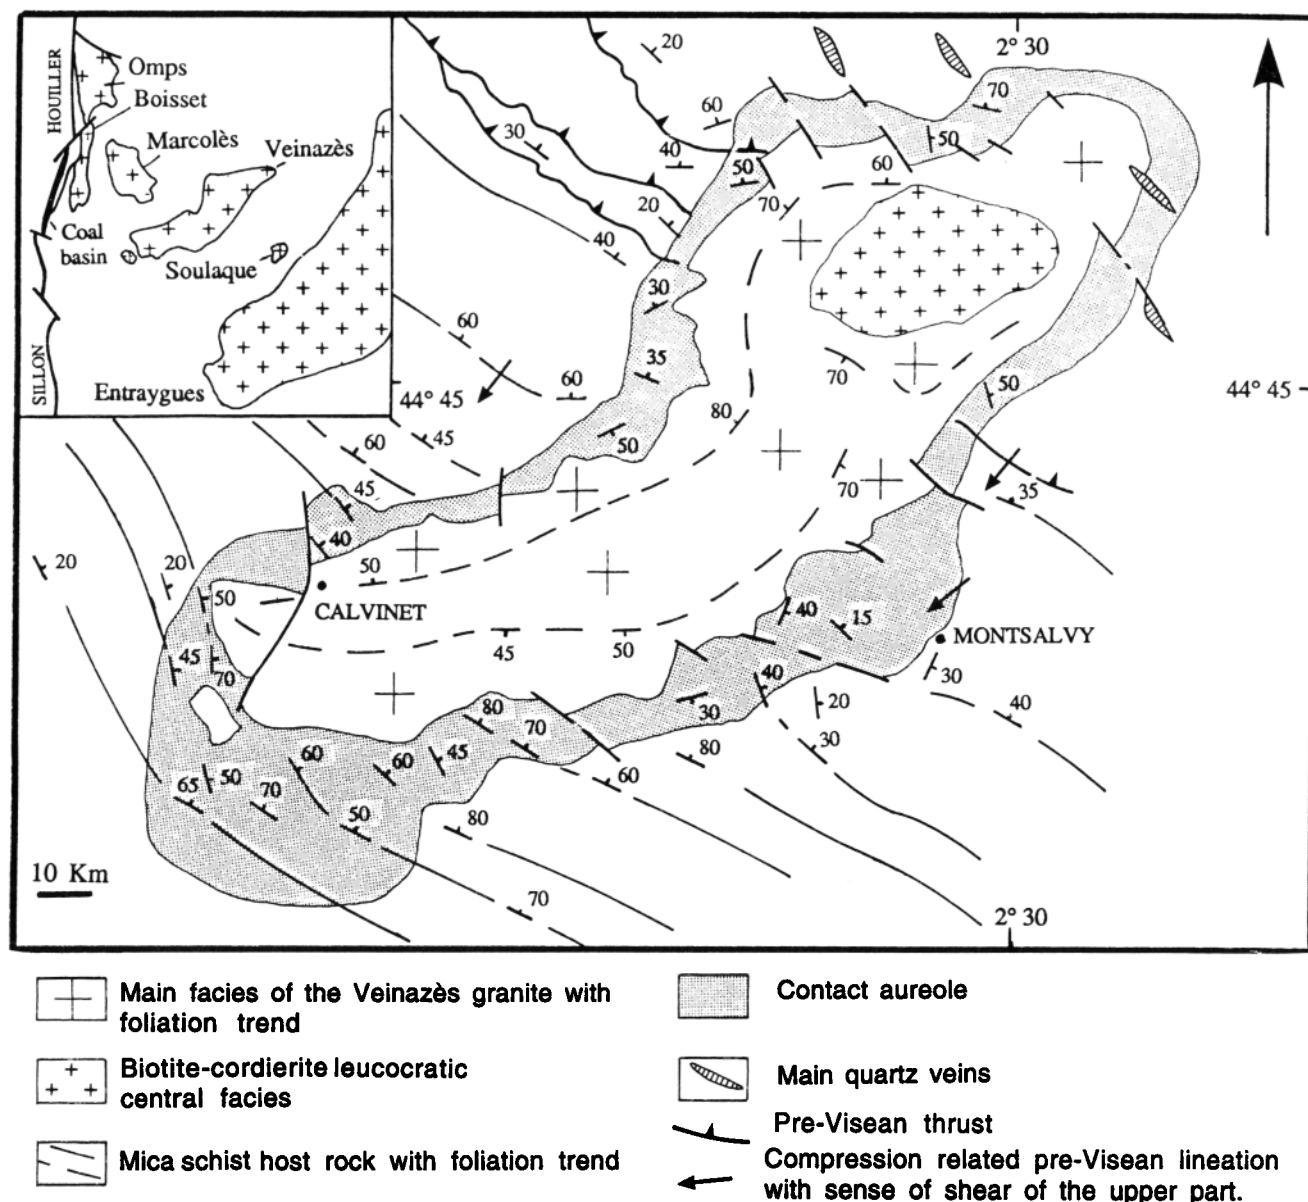 HOUILLER
Omps
Boisset
Marcolès
Veinazès
Coal
basin
Soulaque
Entraygues
SILLON
2° 30
20
70
60
30
50
40
60
40
50
70
20
40
30
60
35
70
60
50
44° 45
44° 45
80
50
60
45
45
70
35
40
20
20
50
50
CALVINET
40
15
MONTSALVY
45
70
45
50
30
40
20
40
30
80
30
70
60
60
45
80
60
50
65
70
50
80
70
10 Km
2° 30
Main facies of the Veinazès granite with
foliation trend
Contact aureole
Biotite-cordierite leucocratic
central facies
Main quartz veins
Pre-Visean thrust
Mica schist host rock with foliation trend
Compression related pre-Visean lineation
with sense of shear of the upper part.